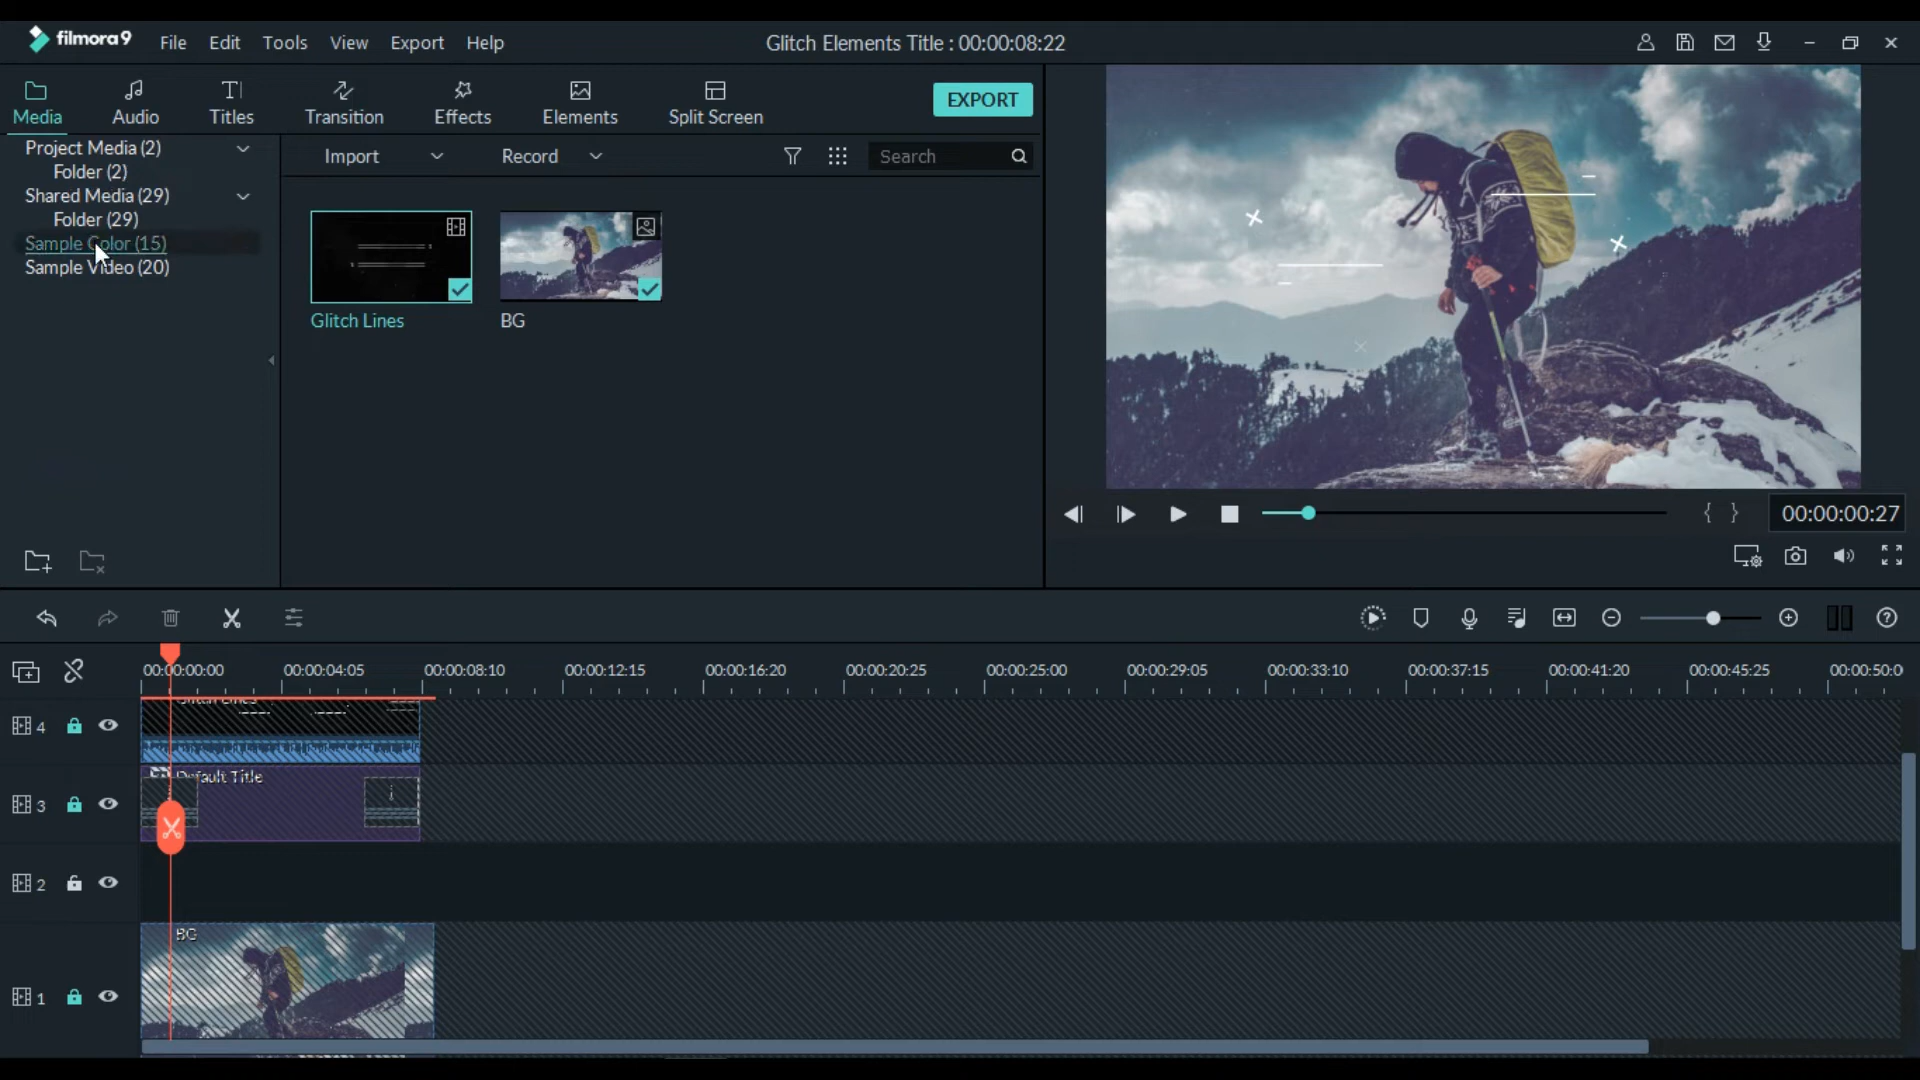 filmora9 File Edit Tools View Export Help Glitch Elements Title : 00:00:08:22
Media Audio Titles Transition Effects Elements Split Screen EXPORT
Project Media (2)
Folder (2)
Shared Media (29)
Folder (29)
Sample Color (15)
Sample Video (20)
Import Record Search
Glitch Lines BG
00:00:00:27
00:00:00:00 00:00:04:05 00:00:08:10 00:00:12:15 00:00:16:20 00:00:20:25 00:00:25:00 00:00:29:05 00:00:33:10 00:00:37:15 00:00:41:20 00:00:45:25 00:00:50:0
4
3 Default Title
2
BG
1